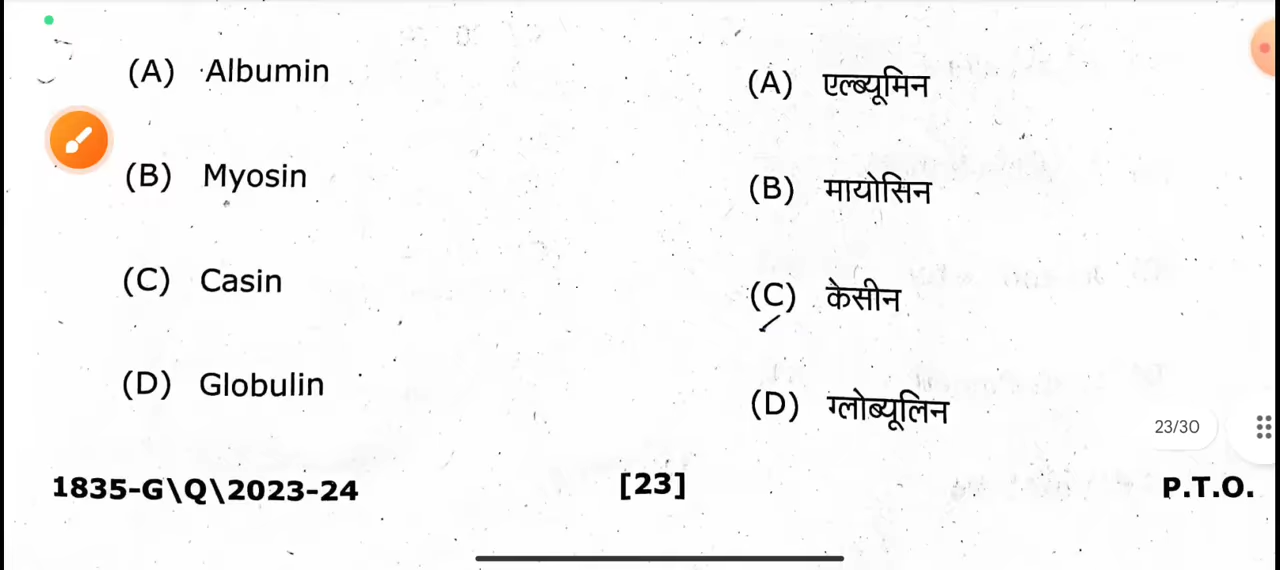 (A) Albumin
(A) एल्ब्यूमिन
(B) Myosin
(B) मायोसिन
(C) Casin
(C) केसीन
(D) Globulin
(D) ग्लोब्यूलिन
23/30
1835-G\Q\2023-24 [23] P.T.O.